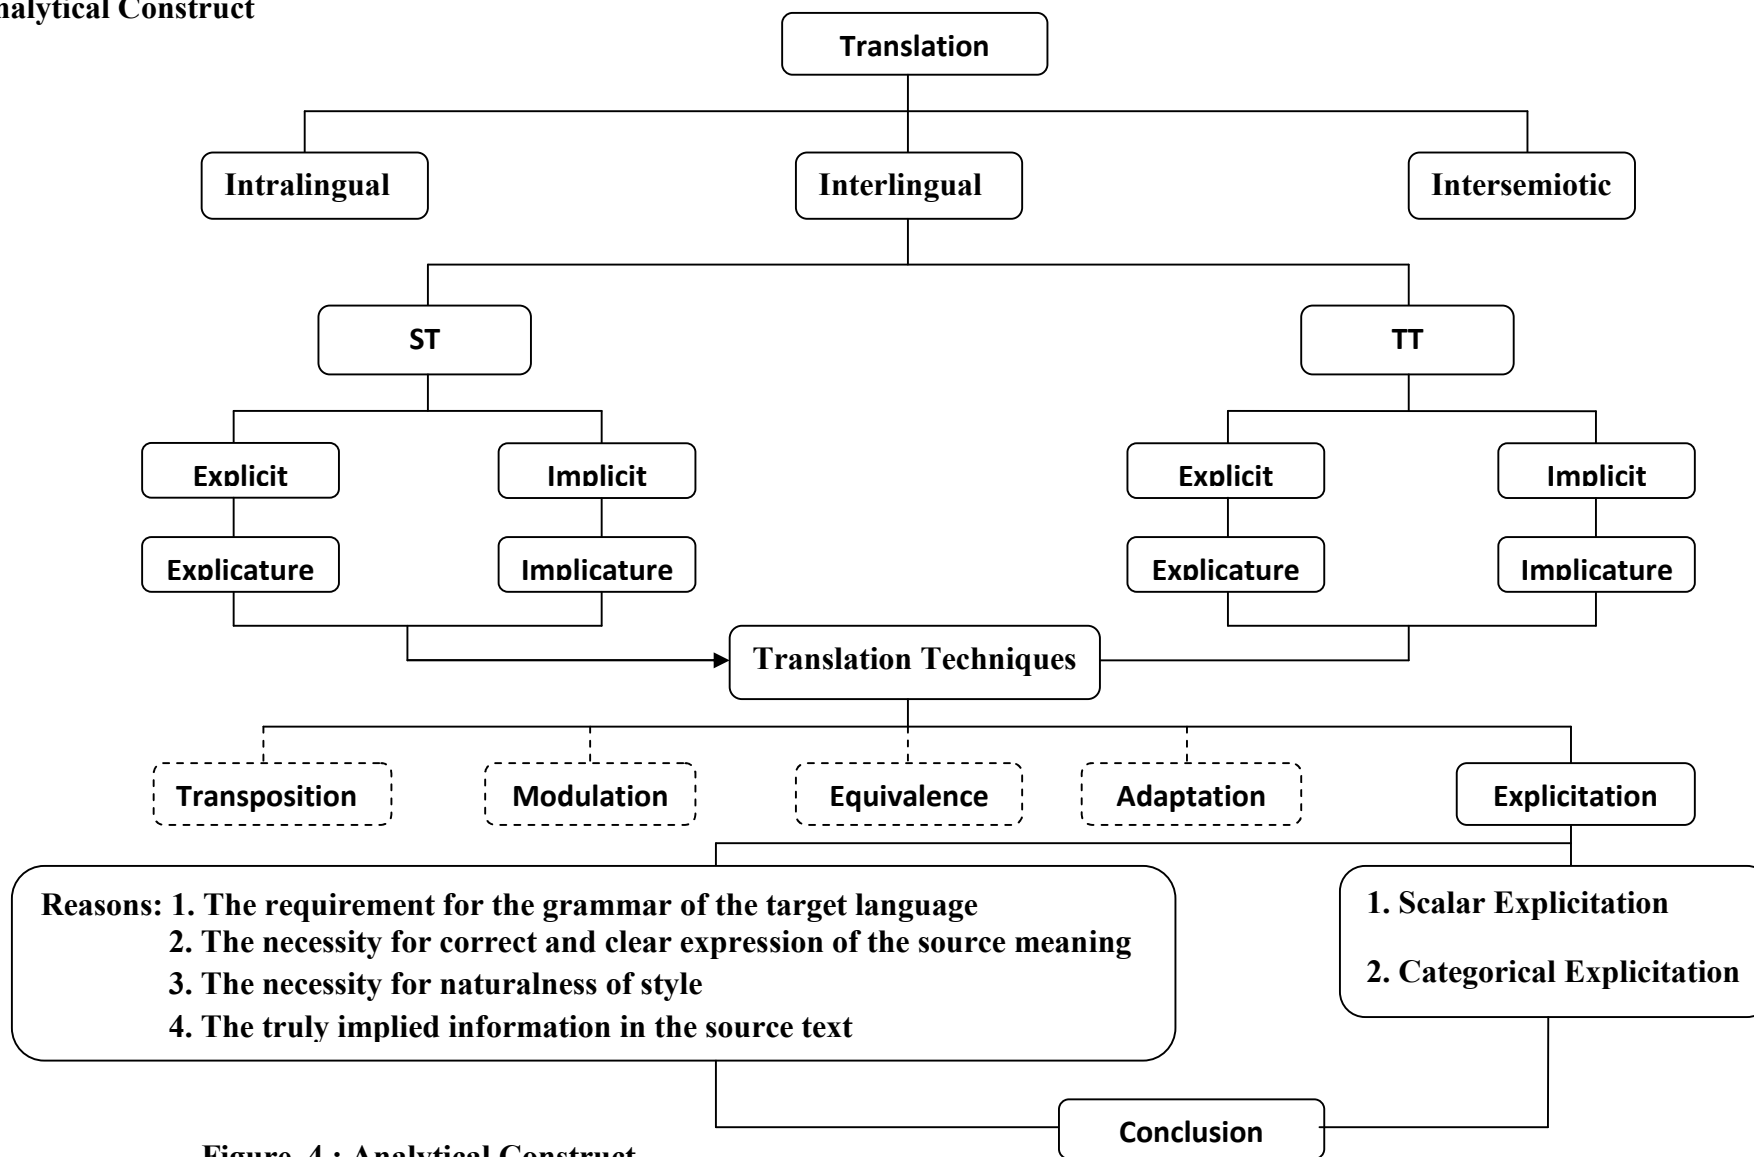 nalytical Construct
Translation
Intralingual
Interlingual
Intersemiotic
ST
TT
Explicit
Implicit
Explicit
Implicit
Explicature
Implicature
Explicature
Implicature
Translation Techniques
Transposition
Modulation
Equivalence
Adaptation
Explicitation
Reasons: 1. The requirement for the grammar of the target language
2. The necessity for correct and clear expression of the source meaning
3. The necessity for naturalness of style
4. The truly implied information in the source text
1. Scalar Explicitation
2. Categorical Explicitation
Conclusion
Figure 4 : Analytical Construct